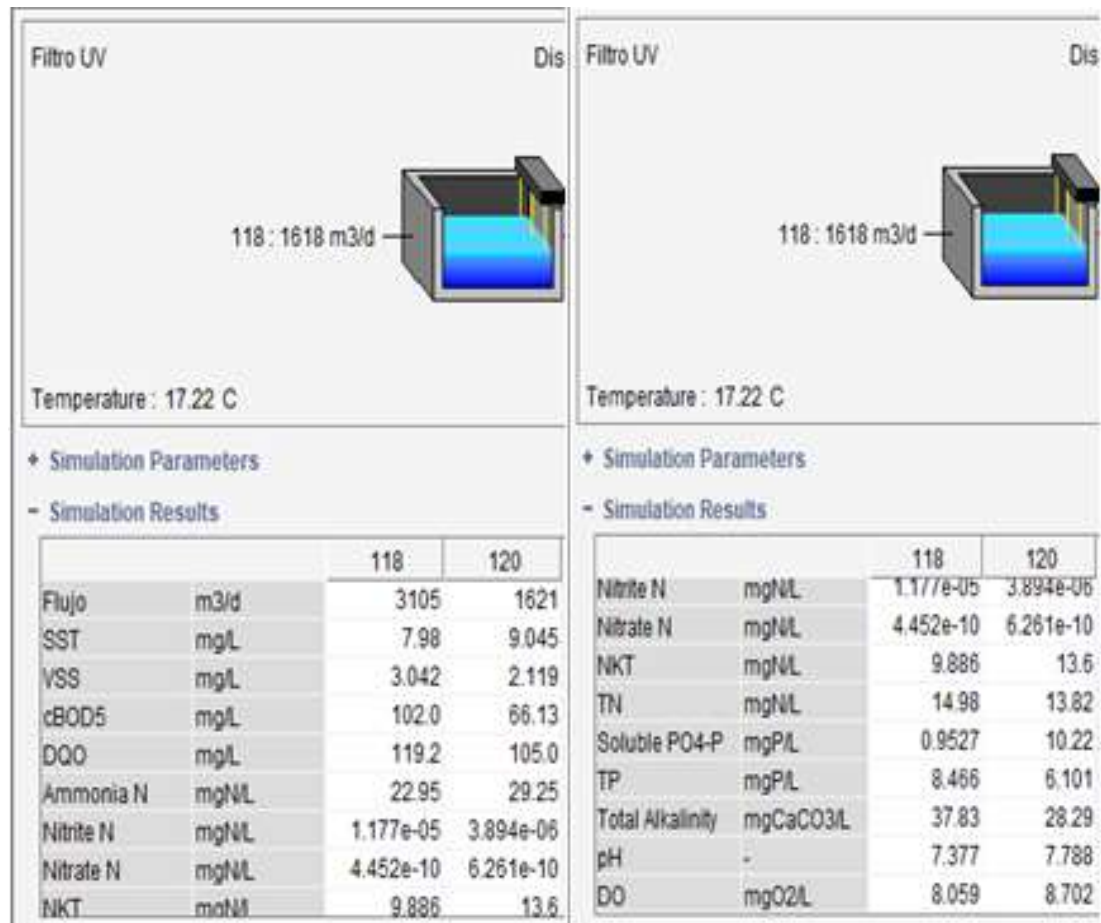 Filtro UV Dis
118 : 1618 m3/d
Temperature : 17.22 C
+ Simulation Parameters
- Simulation Results
118 120
Flujo m3/d 3105 1621
SST mg/L 7.98 9.045
VSS mg/L 3.042 2.119
cBOD5 mg/L 102.0 66.13
DQO mg/L 119.2 105.0
Ammonia N mgN/L 22.95 29.25
Nitrite N mgN/L 1.177e-05 3.894e-06
Nitrate N mgN/L 4.452e-10 6.261e-10
NKT mgN/l 9.886 13.6
Filtro UV Dis
118 : 1618 m3/d
Temperature : 17.22 C
+ Simulation Parameters
- Simulation Results
118 120
Nitrite N mgN/L 1.177e-05 3.894e-06
Nitrate N mgN/L 4.452e-10 6.261e-10
NKT mgN/L 9.886 13.6
TN mgN/L 14.98 13.82
Soluble PO4-P mgP/L 0.9527 10.22
TP mgP/L 8.466 6.101
Total Alkalinity mgCaCO3/L 37.83 28.29
pH - 7.377 7.788
DO mgO2/L 8.059 8.702